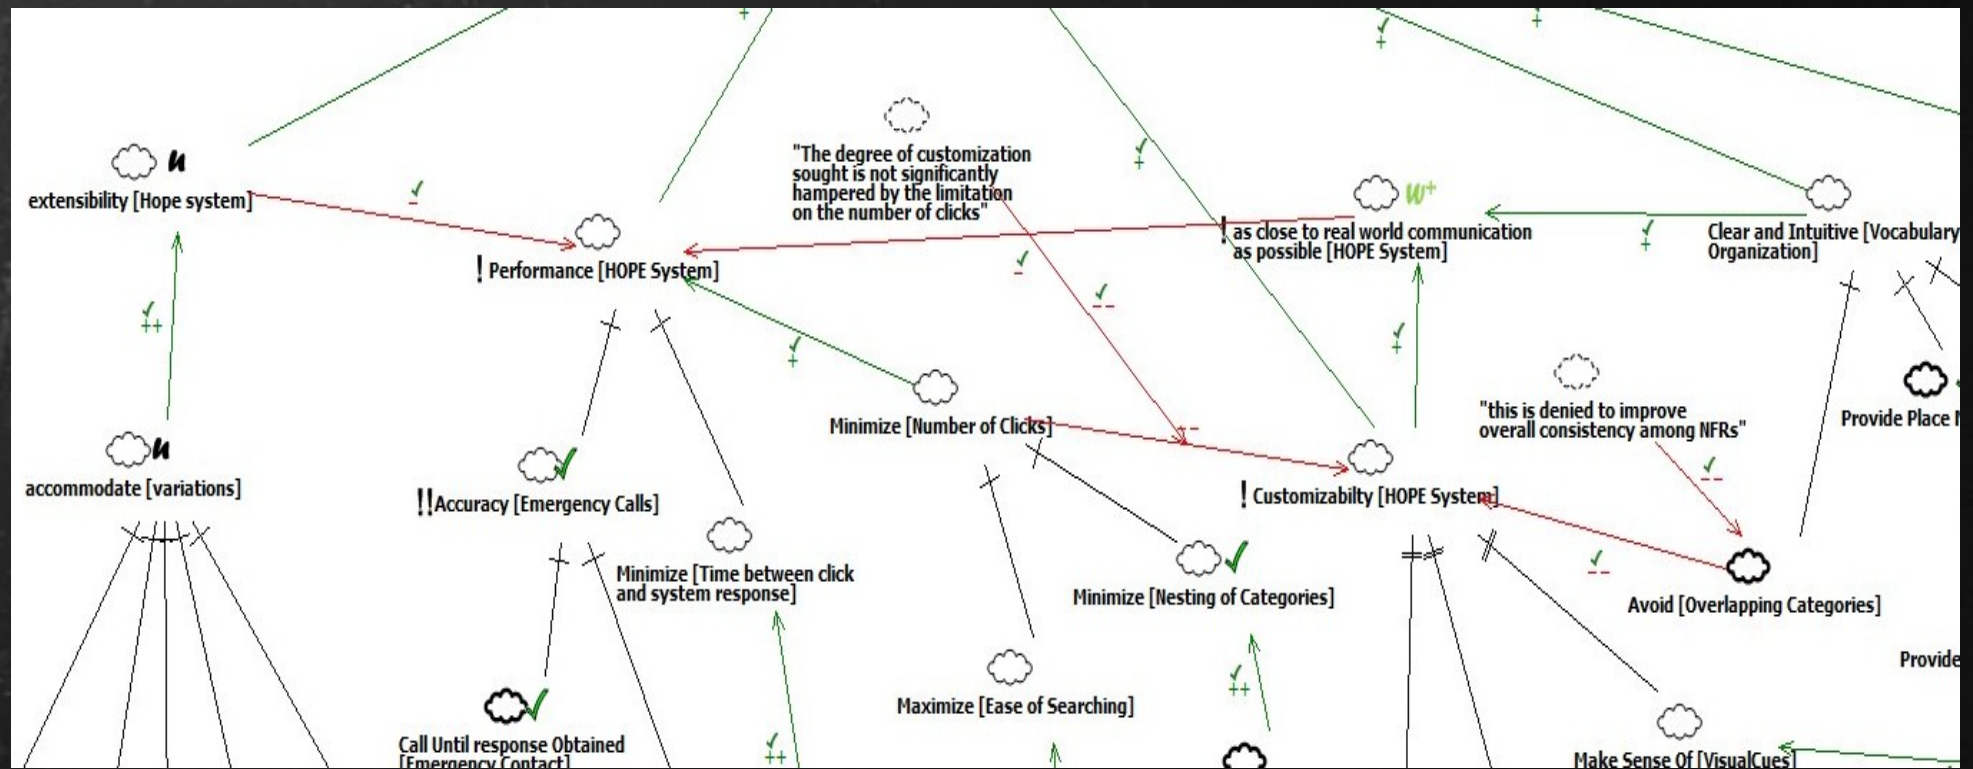 "The degree of customization
sought is not significantly
hampered by the limitation
on the number of clicks"
extensibility [Hope system]
! Performance [HOPE System]
! as close to real world communication
as possible [HOPE System]
Clear and Intuitive [Vocabulary
Organization]
Minimize [Number of Clicks]
"this is denied to improve
overall consistency among NFRs"
Provide Place
accommodate [variations]
!!Accuracy [Emergency Calls]
! Customizabilty [HOPE System]
Minimize [Time between click
and system response]
Minimize [Nesting of Categories]
Avoid [Overlapping Categories]
Provide
Maximize [Ease of Searching]
Call Until response Obtained
[Emergency Contact]
Make Sense Of [VisualCues]